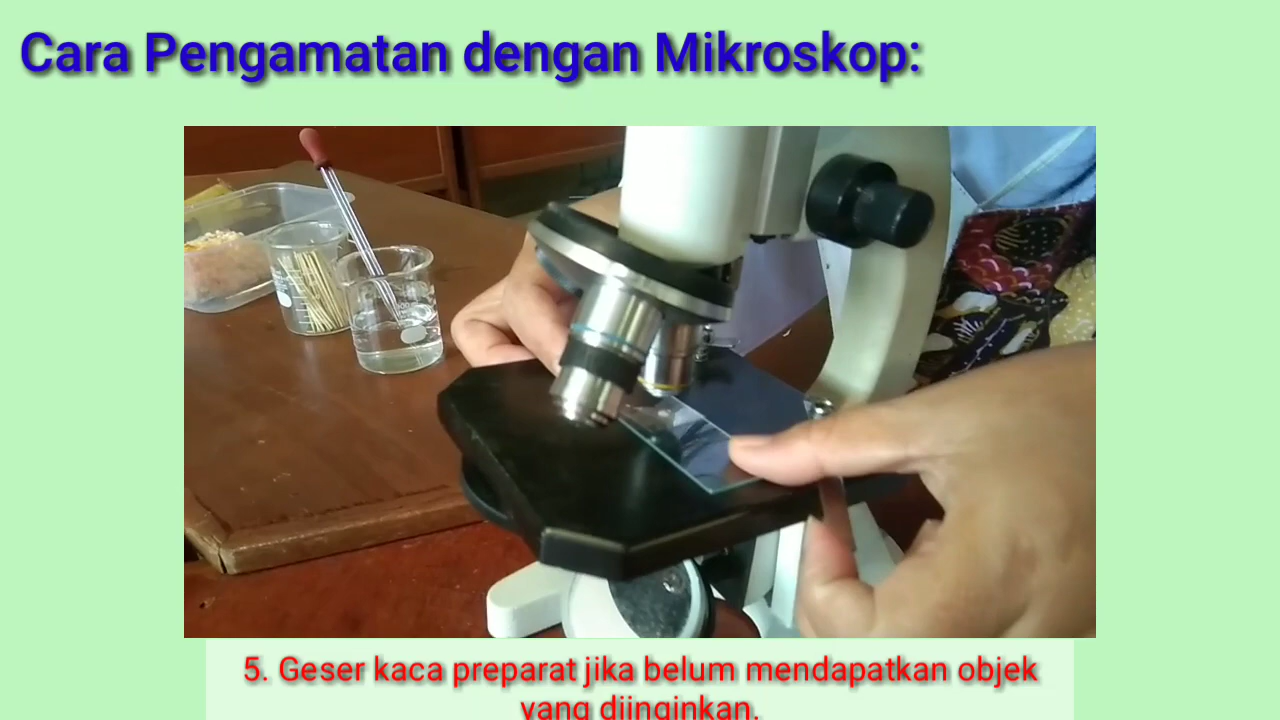 Cara Pengamatan dengan Mikroskop:
5. Geser kaca preparat jika belum mendapatkan objek
yang diinginkan.